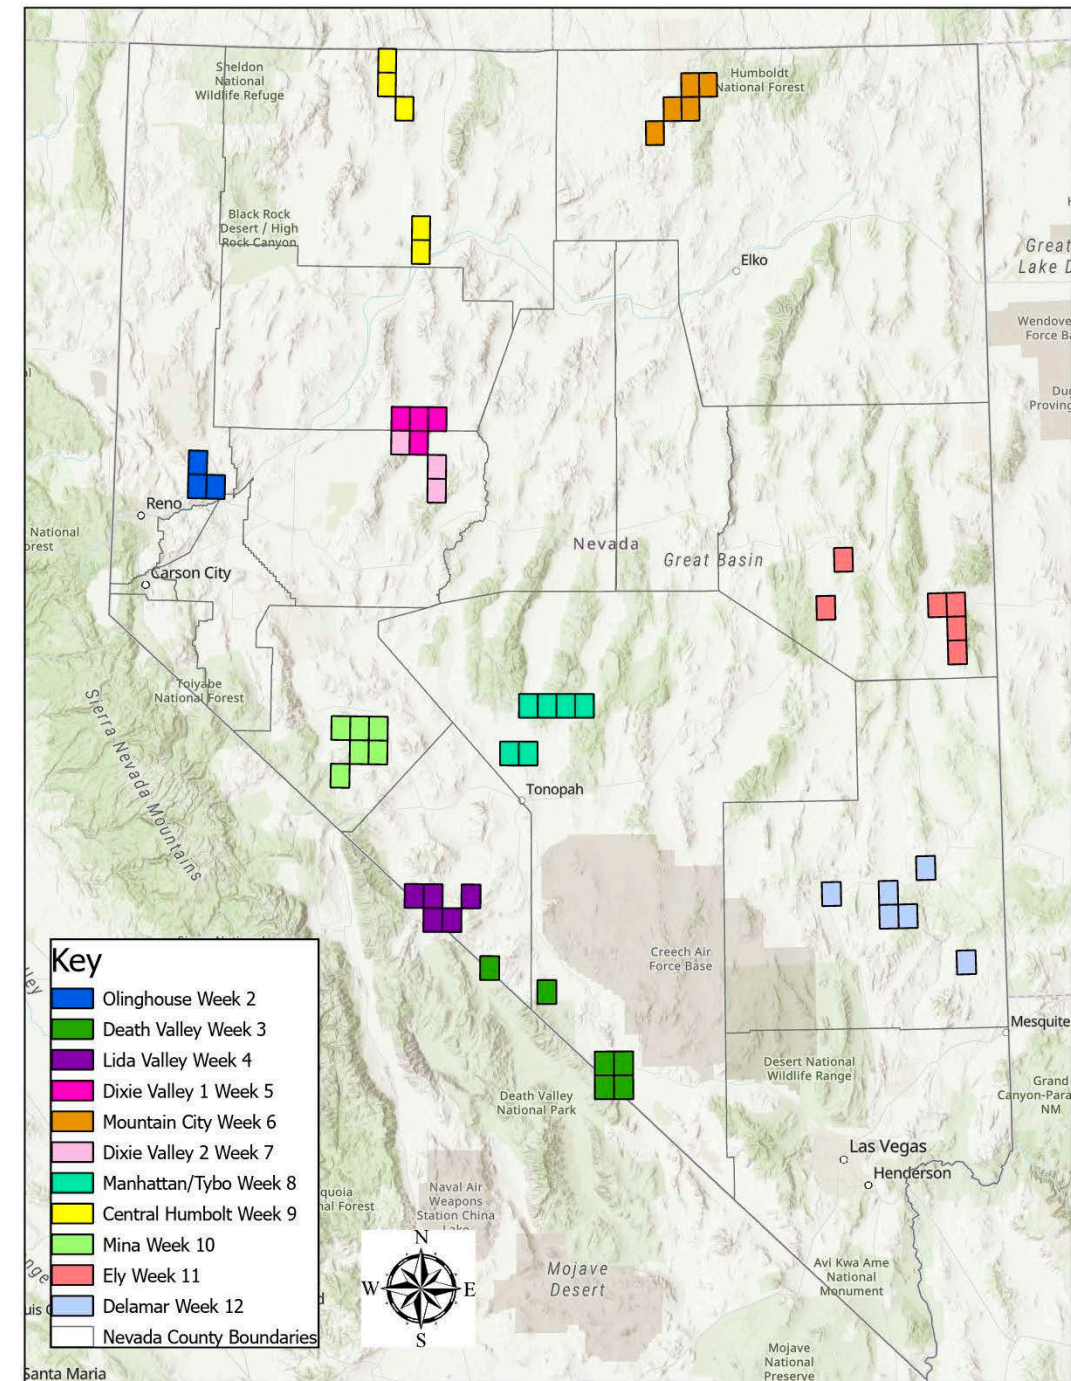 Sheldon
National
Wildlife Refuge
Humboldt
National Forest
Black Rock
Desert / High
Rock Canyon
Elko
Great
Lake D
Wendove
Force Ba
Dug
Proving
Reno
National
orest
Nevada
Great Basin
Carson City
Toiyabe
National Forest
Sierra Nevada Mountains
Tonopah
Creech Air
Force Base
Mesquite
Desert National
Wildlife Range
Death Valley
National Park
Grand
Canyon-Para
NM
Las Vegas
Henderson
Naval Air
Weapons
Station China
Lake
quoia
nal Forest
Mojave
Desert
Avi Kwa Ame
National
Monument
Mojave
National
Preserve
Santa Maria
lley
nge
uis
Key
Olinghouse Week 2
Death Valley Week 3
Lida Valley Week 4
Dixie Valley 1 Week 5
Mountain City Week 6
Dixie Valley 2 Week 7
Manhattan/Tybo Week 8
Central Humbolt Week 9
Mina Week 10
Ely Week 11
Delamar Week 12
Nevada County Boundaries
N
W E
S